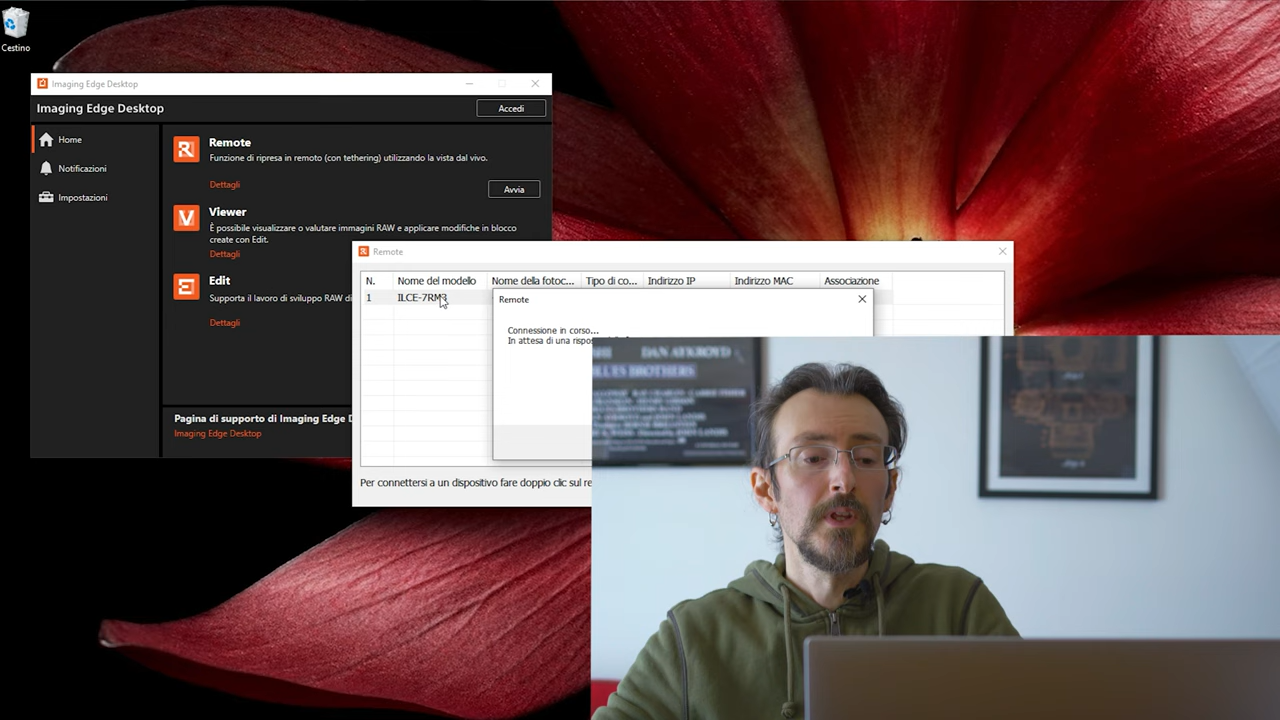 Cestino
Imaging Edge Desktop
Imaging Edge Desktop
Accedi
Home
Notificazioni
Impostazioni
Remote
Funzione di ripresa in remoto (con tethering) utilizzando la vista dal vivo.
Dettagli
Avvia
Viewer
È possibile visualizzare o valutare immagini RAW e applicare modifiche in blocco
create con Edit.
Dettagli
Edit
Supporta il lavoro di sviluppo RAW di
Dettagli
Pagina di supporto di Imaging Edge D
Imaging Edge Desktop
Remote
N. Nome del modello Nome della fotoc... Tipo di co... Indirizzo IP Indirizzo MAC Associazione
1 ILCE-7RM3
Remote
Connessione in corso...
In attesa di una
Per connettersi a un dispositivo fare doppio clic sul re
DAN AYKROYD
BLUES BROTHERS